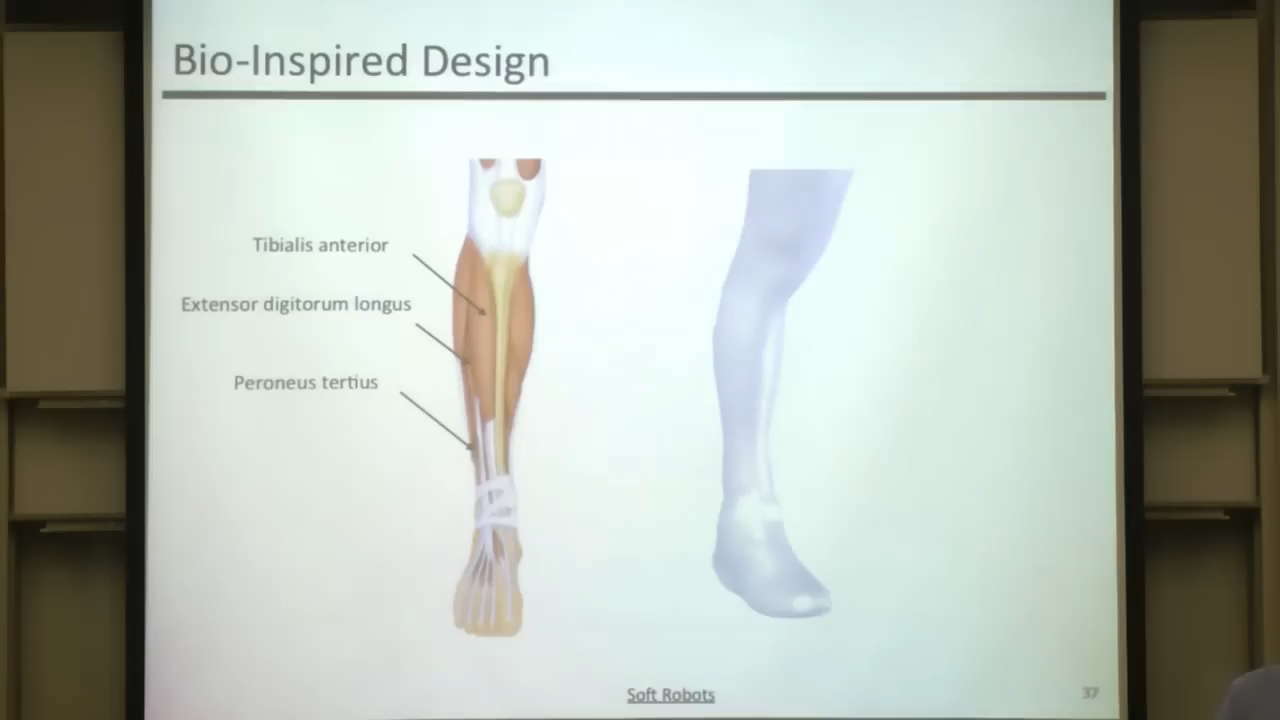 Bio-Inspired Design
Tibialis anterior
Extensor digitorum longus
Peroneus tertius
Soft Robots
37